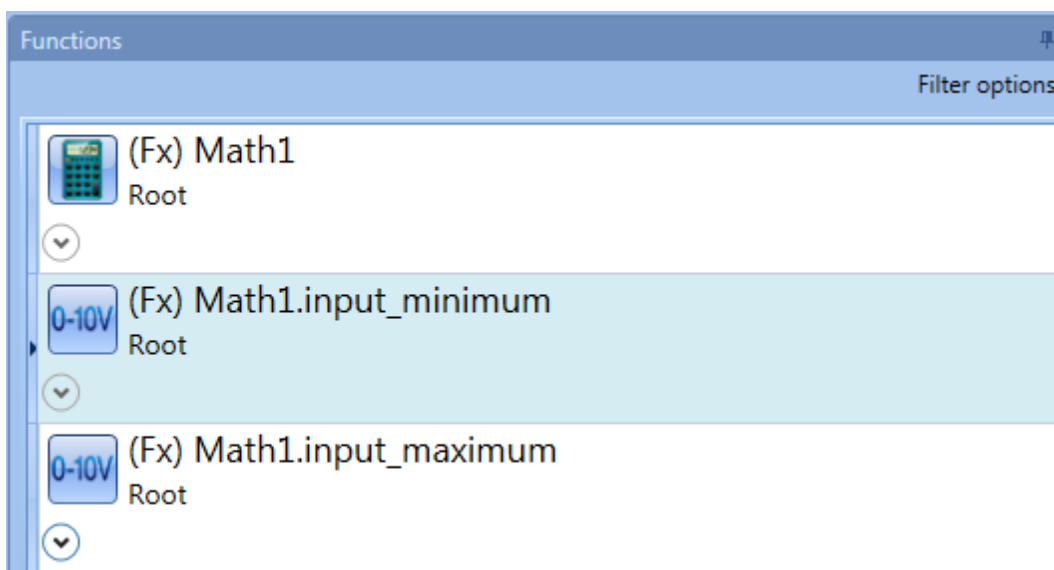 Functions
Filter options
(Fx) Math1
Root
0-10V
(Fx) Math1.input_minimum
Root
0-10V
(Fx) Math1.input_maximum
Root